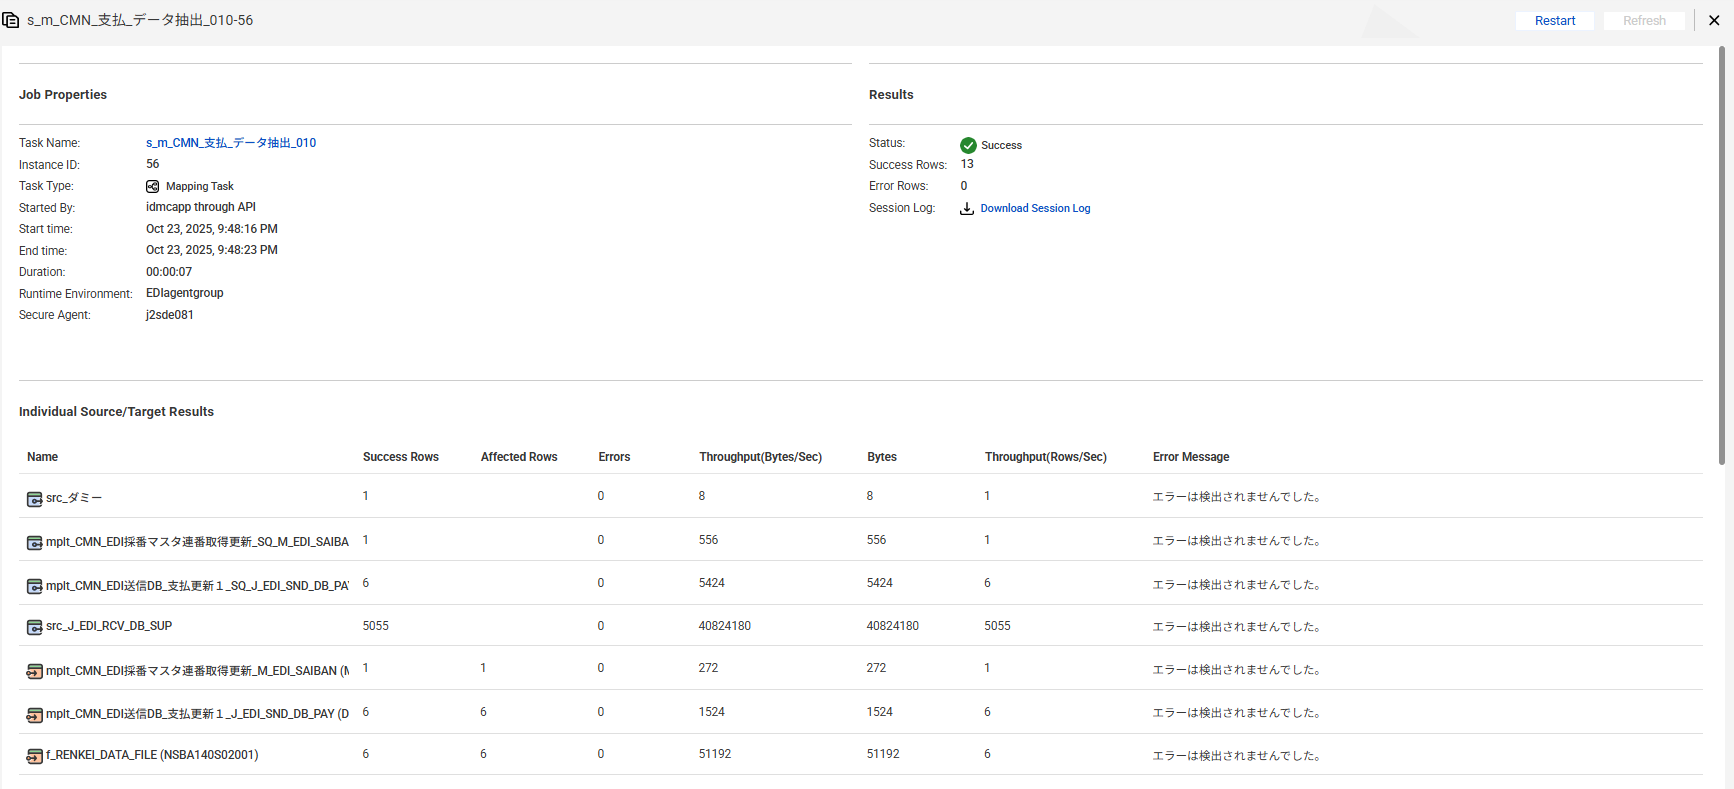 s_m_CMN_支払_データ抽出_010-56
Restart
Refresh
Job Properties
Task Name: s_m_CMN_支払_データ抽出_010
Instance ID: 56
Task Type: Mapping Task
Started By: idmcapp through API
Start time: Oct 23, 2025, 9:48:16 PM
End time: Oct 23, 2025, 9:48:23 PM
Duration: 00:00:07
Runtime Environment: EDIagentgroup
Secure Agent: j2sde081
Results
Status: Success
Success Rows: 13
Error Rows: 0
Session Log: Download Session Log
Individual Source/Target Results
Name Success Rows Affected Rows Errors Throughput(Bytes/Sec) Bytes Throughput(Rows/Sec) Error Message
src_ダミー 1 0 8 8 1 エラーは検出されませんでした。
mplt_CMN_EDI採番マスタ連番取得更新_SQ_M_EDI_SAIBA 1 0 556 556 1 エラーは検出されませんでした。
mplt_CMN_EDI送信DB_支払更新１_SQ_J_EDI_SND_DB_PA 6 0 5424 5424 6 エラーは検出されませんでした。
src_J_EDI_RCV_DB_SUP 5055 0 40824180 40824180 5055 エラーは検出されませんでした。
mplt_CMN_EDI採番マスタ連番取得更新_M_EDI_SAIBAN ( 1 1 0 272 272 1 エラーは検出されませんでした。
mplt_CMN_EDI送信DB_支払更新１_J_EDI_SND_DB_PAY (D 6 6 0 1524 1524 6 エラーは検出されませんでした。
f_RENKEI_DATA_FILE (NSBA140S02001) 6 6 0 51192 51192 6 エラーは検出されませんでした。